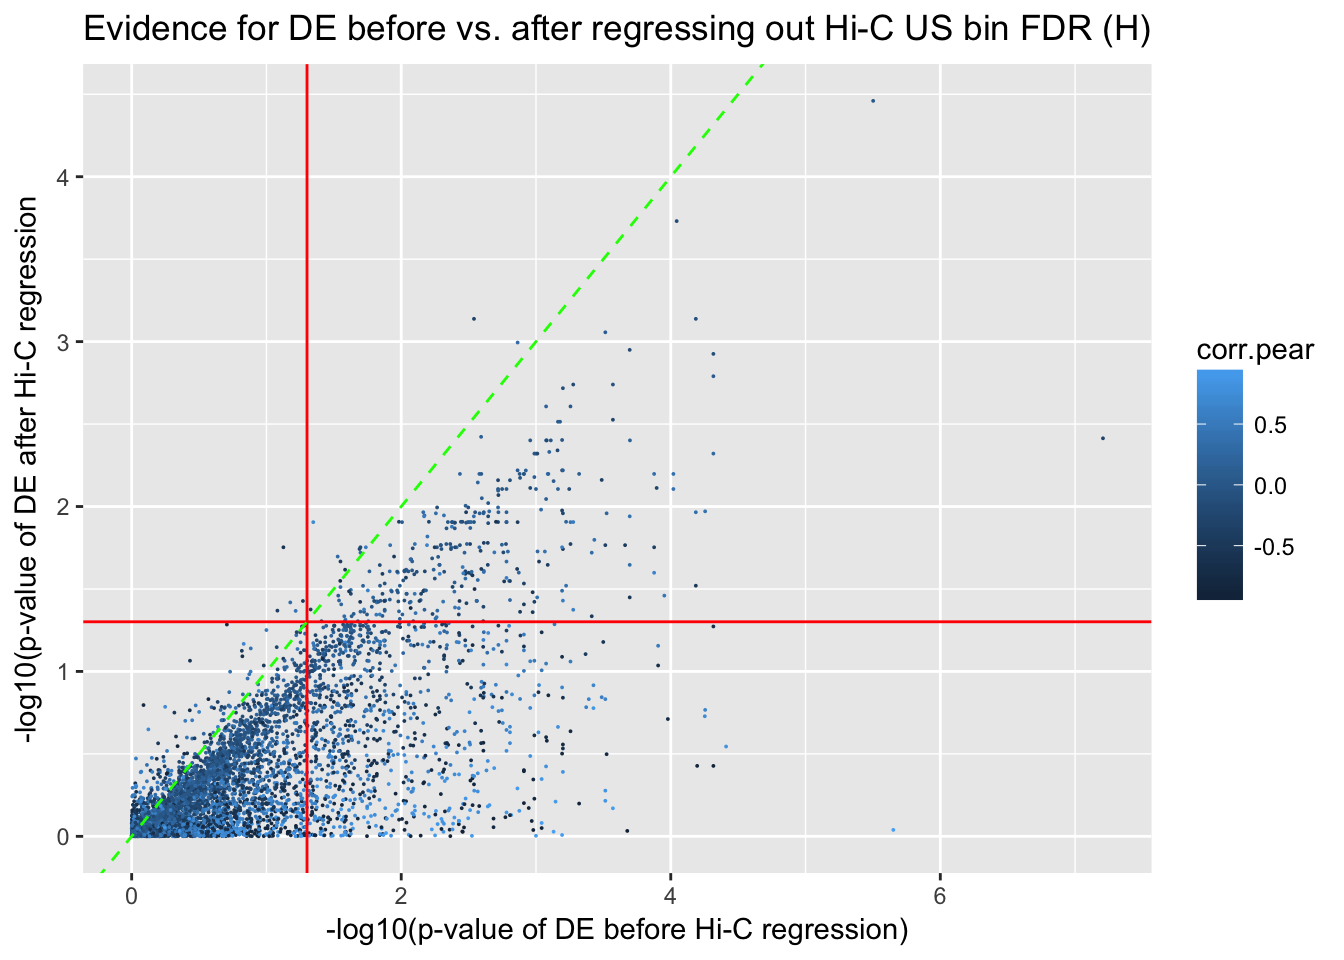 Evidence for DE before vs. after regressing out Hi-C US bin FDR (H)
-log10(p-value of DE after Hi-C regression
4
3
2
1
0
0 2 4 6
-log10(p-value of DE before Hi-C regression)
corr.pear
0.5
0.0
-0.5